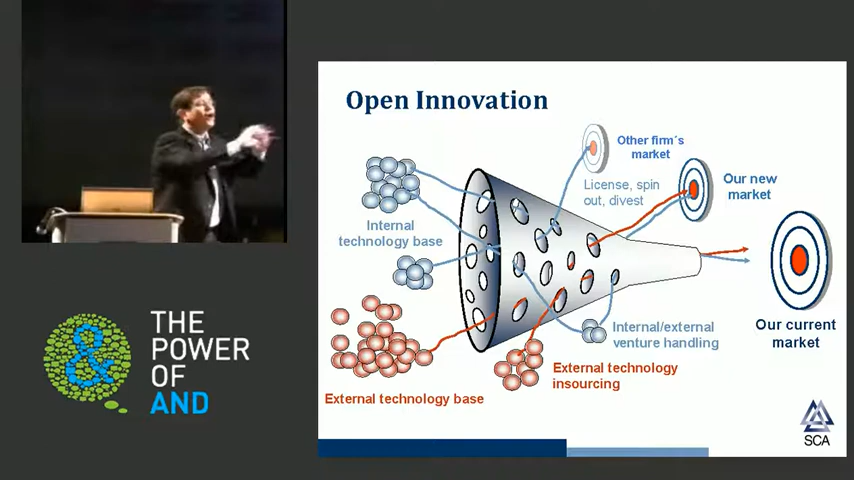 Open Innovation
Other firm´s
market
License, spin
out, divest
Our new
market
Internal
technology base
Our current
market
Internal/external
venture handling
External technology
insourcing
External technology base
SCA
&
THE
POWER
OF
AND